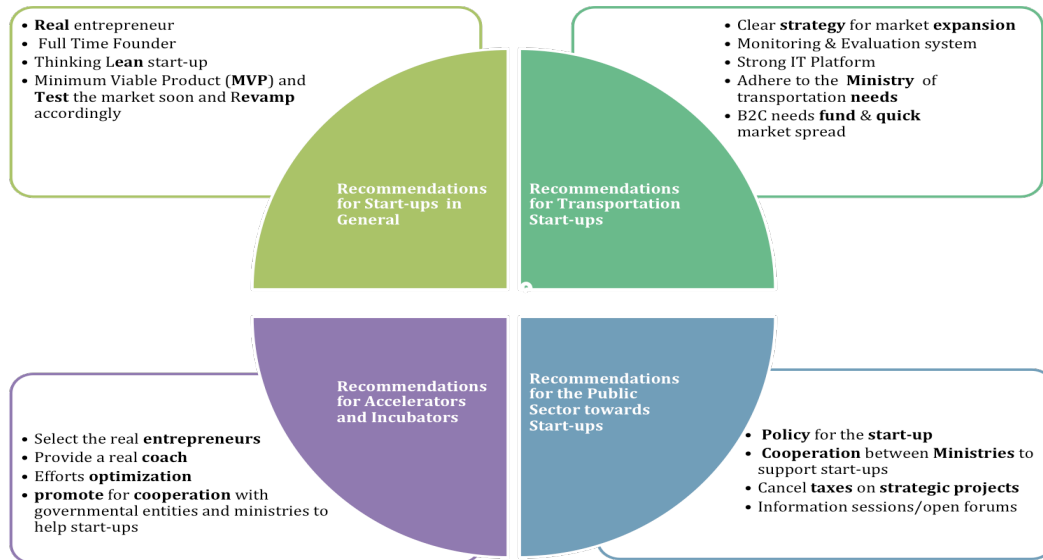 • Real entrepreneur
• Full Time Founder
• Thinking Lean start-up
• Minimum Viable Product (MVP) and
Test the market soon and Revamp
accordingly
• Clear strategy for market expansion
• Monitoring & Evaluation system
• Strong IT Platform
• Adhere to the Ministry of
transportation needs
• B2C needs fund & quick
market spread
Recommendations
for Start-ups in
General
Recommendations
for Transportation
Start-ups
Recommendations
for Accelerators
and Incubators
Recommendations
for the Public
Sector towards
Start-ups
• Select the real entrepreneurs
• Provide a real coach
• Efforts optimization
• promote for cooperation with
governmental entities and ministries to
help start-ups
• Policy for the start-up
• Cooperation between Ministries to
support start-ups
• Cancel taxes on strategic projects
• Information sessions/open forums